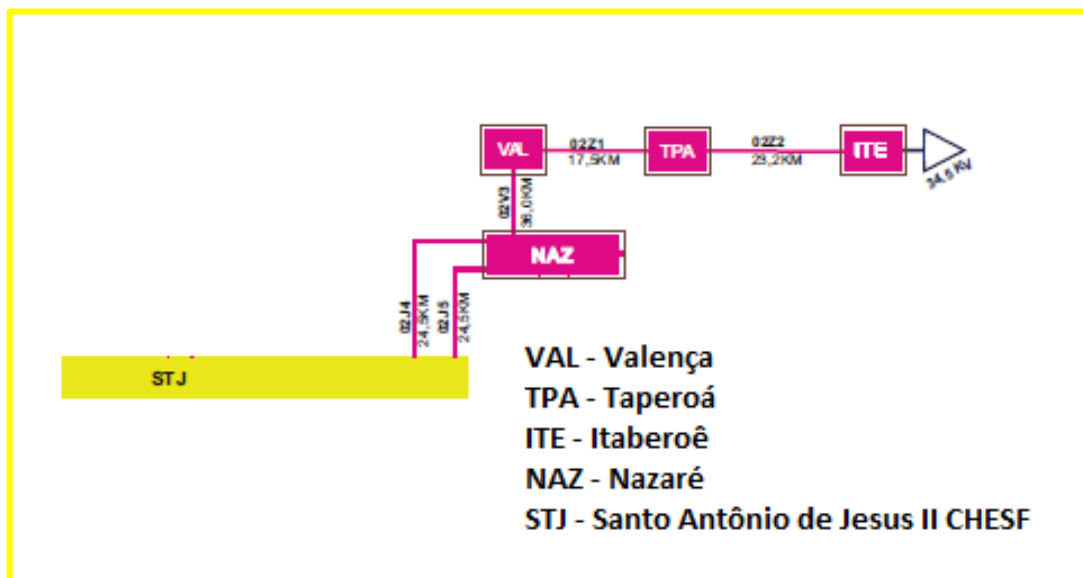 VAL
02Z1
17,5KM
TPA
02Z2
23,2KM
ITE
34,5 KV
02V3
36,0KM
NAZ
02J4
24,5KM
02J5
24,5KM
STJ
VAL - Valença
TPA - Taperoá
ITE - Itaberoê
NAZ - Nazaré
STJ - Santo Antônio de Jesus II CHESF